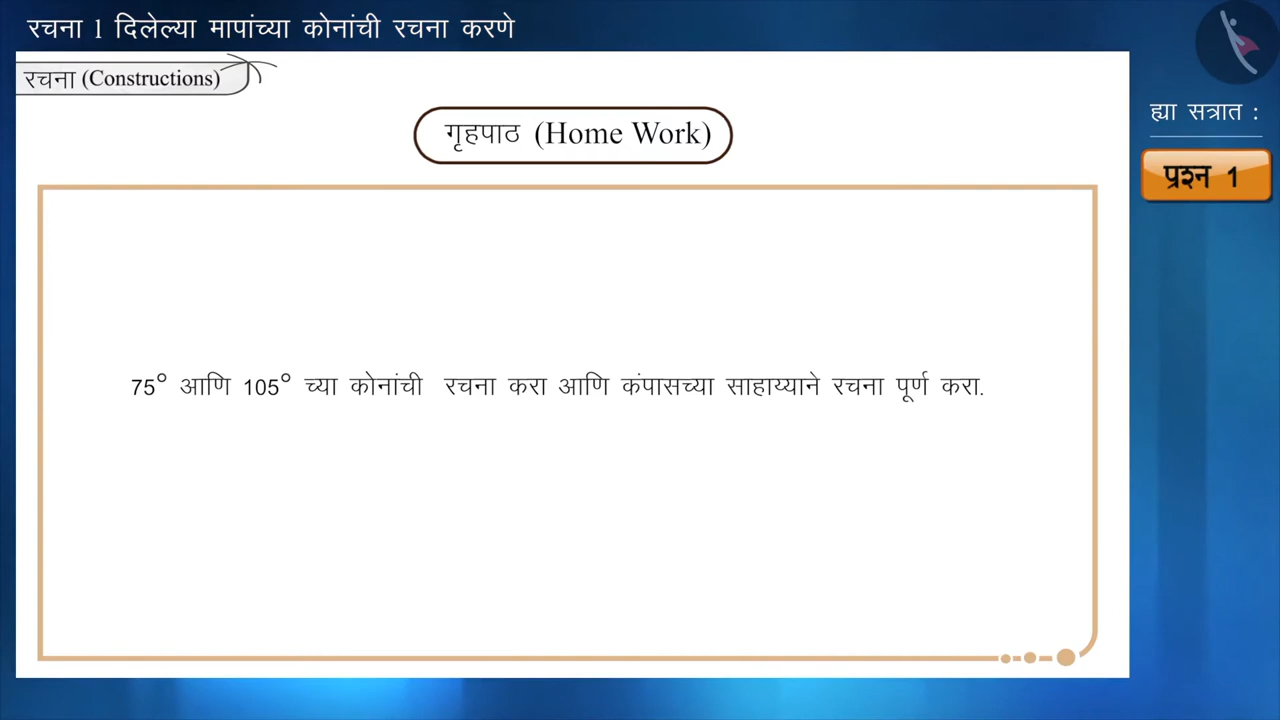 रचना 1 दिलेल्या मापांच्या कोनांची रचना करणे
रचना (Constructions)
गृहपाठ (Home Work)
ह्या सत्रात :
प्रश्न 1
75° आणि 105° च्या कोनांची रचना करा आणि कंपासच्या साहाय्याने रचना पूर्ण करा.